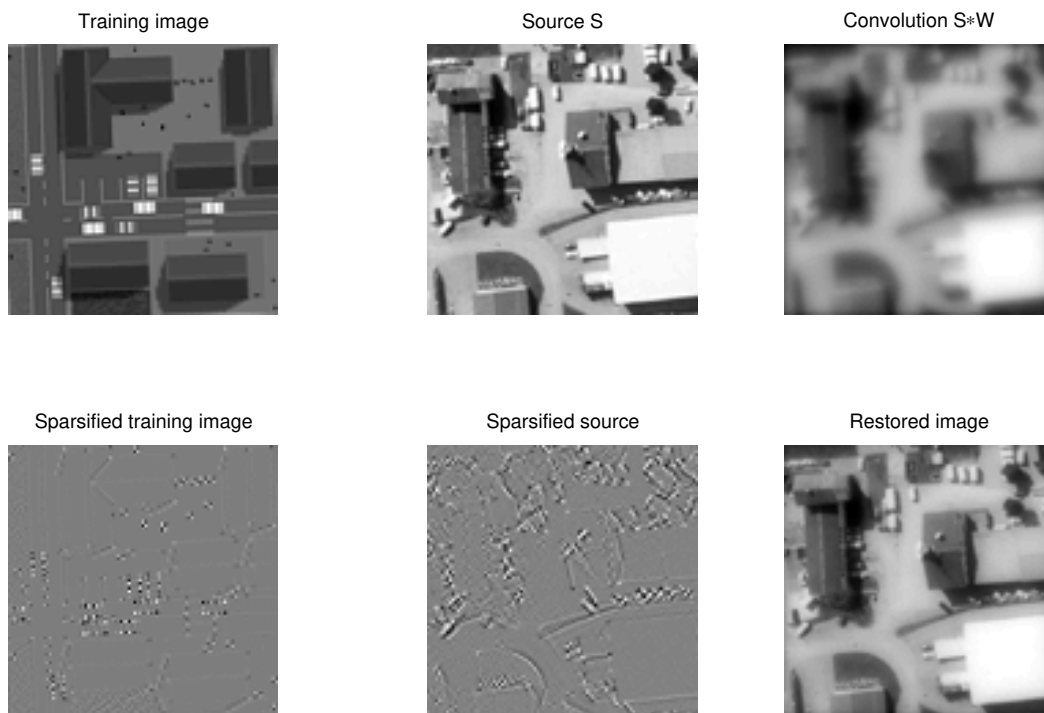 Training image
Source S
Convolution S*W
Sparsified training image
Sparsified source
Restored image